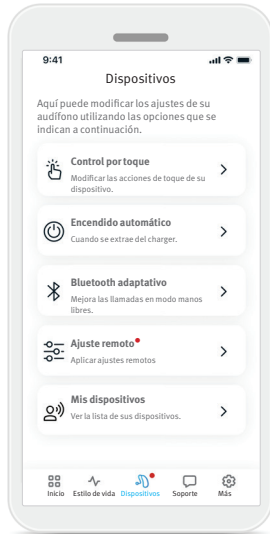 9:41
Dispositivos
Aquí puede modificar los ajustes de su
audífono utilizando las opciones que se
indican a continuación.
Control por toque
Modificar las acciones de toque de su
dispositivo.
Encendido automático
Cuando se extrae del charger.
Bluetooth adaptativo
Mejora las llamadas en modo manos
libres.
Ajuste remoto
Aplicar ajustes remotos
Mis dispositivos
Ver la lista de sus dispositivos.
Inicio Estilo de vida Dispositivos Soporte Más